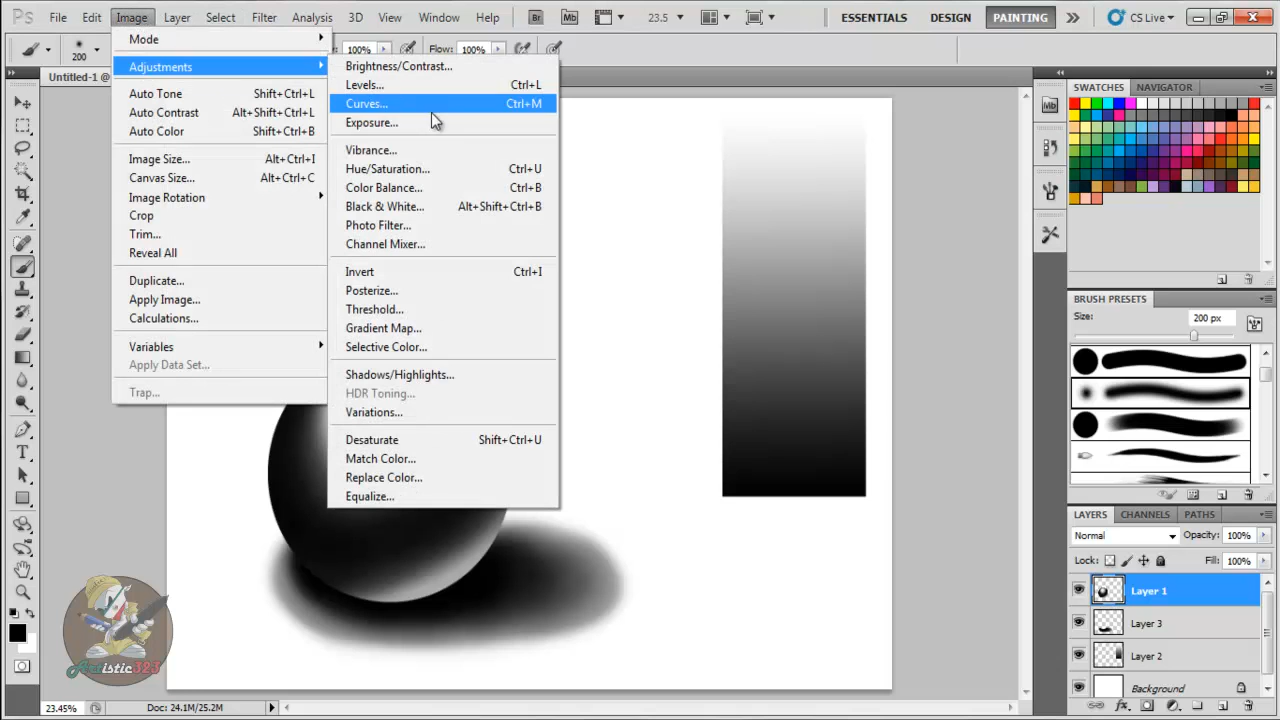 Ps File Edit Image Layer Select Filter Analysis 3D View Window Help Br Mb 23.5 ESSENTIALS DESIGN PAINTING CS Live
200 100% Flow: 100%
Untitled-1 @
Mode
Adjustments
Auto Tone Shift+Ctrl+L
Auto Contrast Alt+Shift+Ctrl+L
Auto Color Shift+Ctrl+B
Image Size... Alt+Ctrl+I
Canvas Size... Alt+Ctrl+C
Image Rotation
Crop
Trim...
Reveal All
Duplicate...
Apply Image...
Calculations...
Variables
Apply Data Set...
Trap...
Brightness/Contrast...
Levels... Ctrl+L
Curves... Ctrl+M
Exposure...
Vibrance...
Hue/Saturation... Ctrl+U
Color Balance... Ctrl+B
Black & White... Alt+Shift+Ctrl+B
Photo Filter...
Channel Mixer...
Invert Ctrl+I
Posterize...
Threshold...
Gradient Map...
Selective Color...
Shadows/Highlights...
HDR Toning...
Variations...
Desaturate Shift+Ctrl+U
Match Color...
Replace Color...
Equalize...
Mb
SWATCHES NAVIGATOR
BRUSH PRESETS
Size: 200 px
LAYERS CHANNELS PATHS
Normal Opacity: 100%
Lock: Fill: 100%
Layer 1
Layer 3
Layer 2
Background
Artistic323
23.45% Doc: 24.1M/25.2M